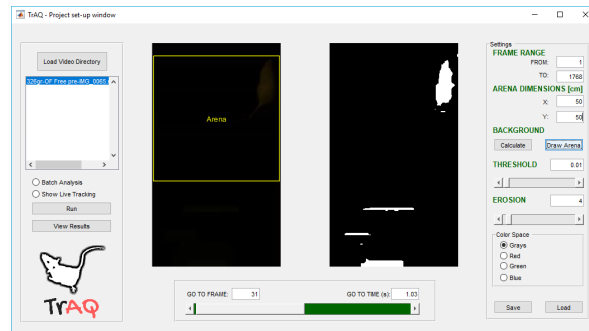 TrAQ - Project set-up window
Load Video Directory
326gr-OF Free pre-IMG_0065.
Batch Analysis
Show Live Tracking
Run
View Results
TrAQ
Arena
GO TO FRAME: 31
GO TO TIME (s): 1.03
Settings
FRAME RANGE
FROM: 1
TO: 1768
ARENA DIMENSIONS [cm]
X: 50
Y: 50
BACKGROUND
Calculate
Draw Arena
THRESHOLD 0.01
EROSION 4
Color Space
Grays
Red
Green
Blue
Save
Load